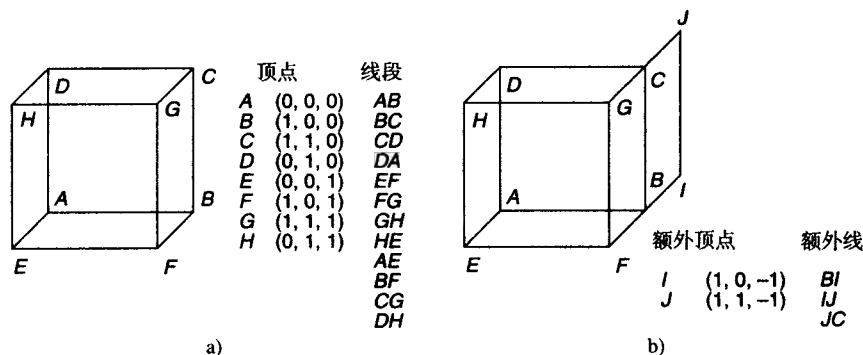 D
C
H
G
A
B
E
F
顶点 线段
A (0, 0, 0) AB
B (1, 0, 0) BC
C (1, 1, 0) CD
D (0, 1, 0) DA
E (0, 0, 1) EF
F (1, 0, 1) FG
G (1, 1, 1) GH
H (0, 1, 1) HE
AE
BF
CG
DH
a)
J
D
C
H
G
A
B
I
E
F
额外顶点 额外线
I (1, 0, –1) BI
J (1, 1, –1) IJ
JC
b)